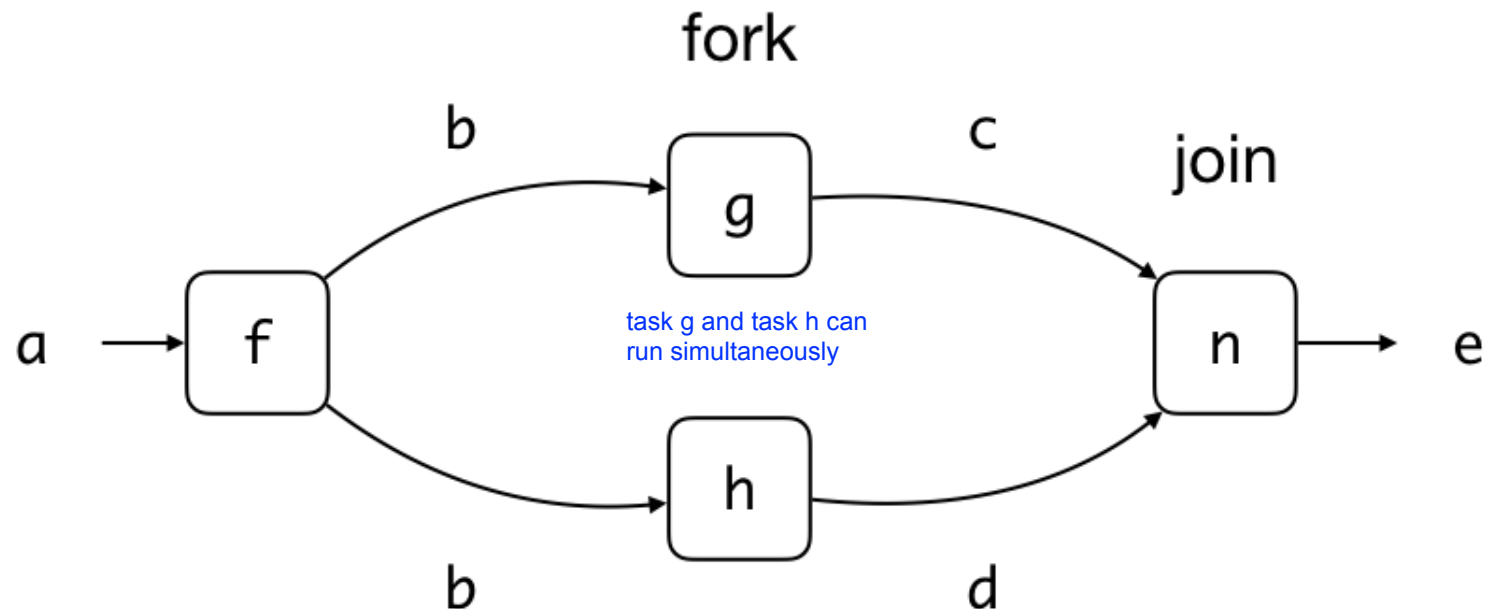 fork
b
c
join
g
a
f
task g and task h can
run simultaneously
n
e
h
b
d